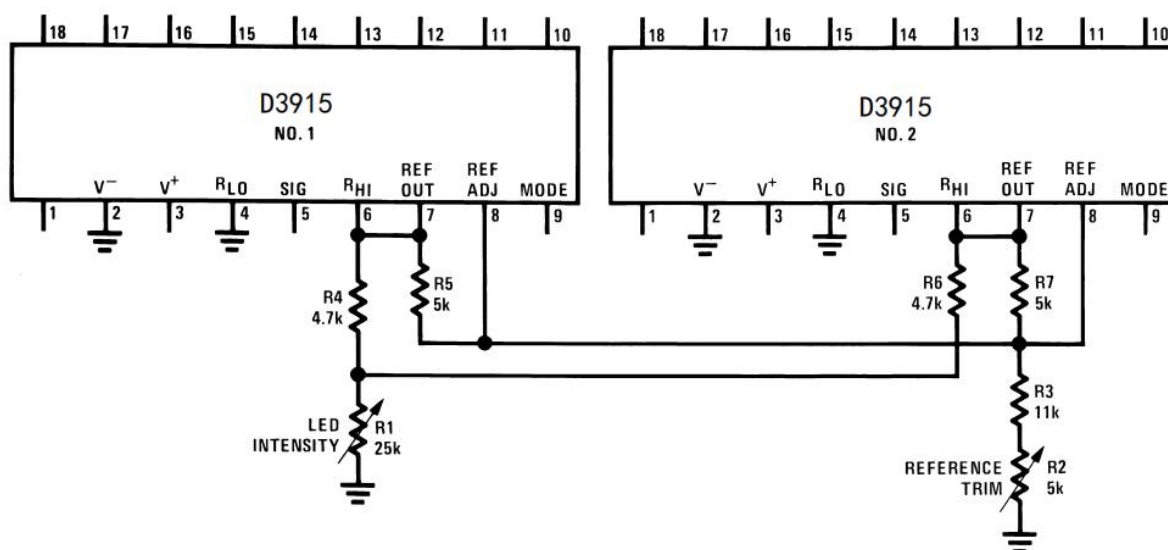 18 17 16 15 14 13 12 11 10
18 17 16 15 14 13 12 11 10
D3915
NO. 1
D3915
NO. 2
V⁻ V⁺ RLO SIG RHI REF OUT REF ADJ MODE
V⁻ V⁺ RLO SIG RHI REF OUT REF ADJ MODE
1 2 3 4 5 6 7 8 9
1 2 3 4 5 6 7 8 9
R4
4.7k
R5
5k
R6
4.7k
R7
5k
LED
INTENSITY
R1
25k
R3
11k
REFERENCE
TRIM
R2
5k